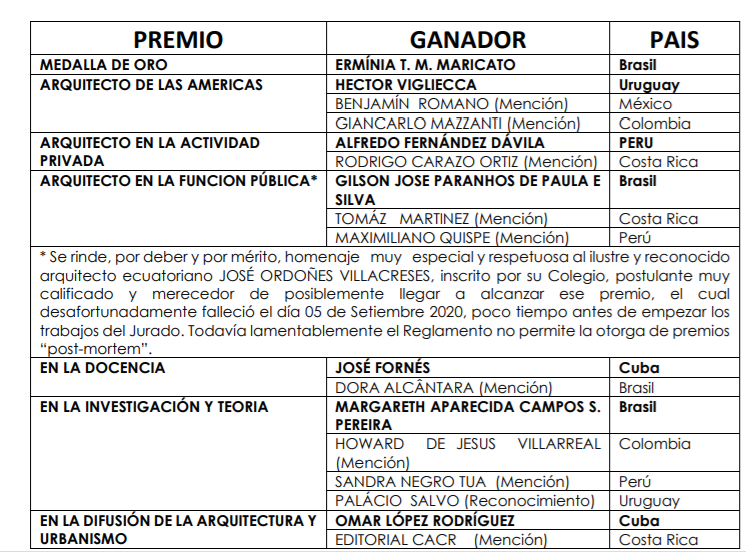 PREMIO GANADOR PAIS
MEDALLA DE ORO ERMÍNIA T. M. MARICATO Brasil
ARQUITECTO DE LAS AMERICAS HECTOR VIGLIECCA Uruguay
BENJAMÍN ROMANO (Mención) México
GIANCARLO MAZZANTI (Mención) Colombia
ARQUITECTO EN LA ACTIVIDAD ALFREDO FERNÁNDEZ DÁVILA PERU
PRIVADA RODRIGO CARAZO ORTIZ (Mención) Costa Rica
ARQUITECTO EN LA FUNCION PÚBLICA* GILSON JOSE PARANHOS DE PAULA E Brasil
SILVA
TOMÁZ MARTINEZ (Mención) Costa Rica
MAXIMILIANO QUISPE (Mención) Perú
* Se rinde, por deber y por mérito, homenaje muy especial y respetuosa al ilustre y reconocido
arquitecto ecuatoriano JOSÉ ORDOÑES VILLACRESES, inscrito por su Colegio, postulante muy
calificado y merecedor de posiblemente llegar a alcanzar ese premio, el cual
desafortunadamente falleció el día 05 de Setiembre 2020, poco tiempo antes de empezar los
trabajos del Jurado. Todavía lamentablemente el Reglamento no permite la otorga de premios
“post-mortem”.
EN LA DOCENCIA JOSÉ FORNÉS Cuba
DORA ALCÂNTARA (Mención) Brasil
EN LA INVESTIGACIÓN Y TEORIA MARGARETH APARECIDA CAMPOS S. Brasil
PEREIRA
HOWARD DE JESUS VILLARREAL Colombia
(Mención)
SANDRA NEGRO TUA (Mención) Perú
PALÁCIO SALVO (Reconocimiento) Uruguay
EN LA DIFUSIÓN DE LA ARQUITECTURA Y OMAR LÓPEZ RODRÍGUEZ Cuba
URBANISMO EDITORIAL CACR (Mención) Costa Rica